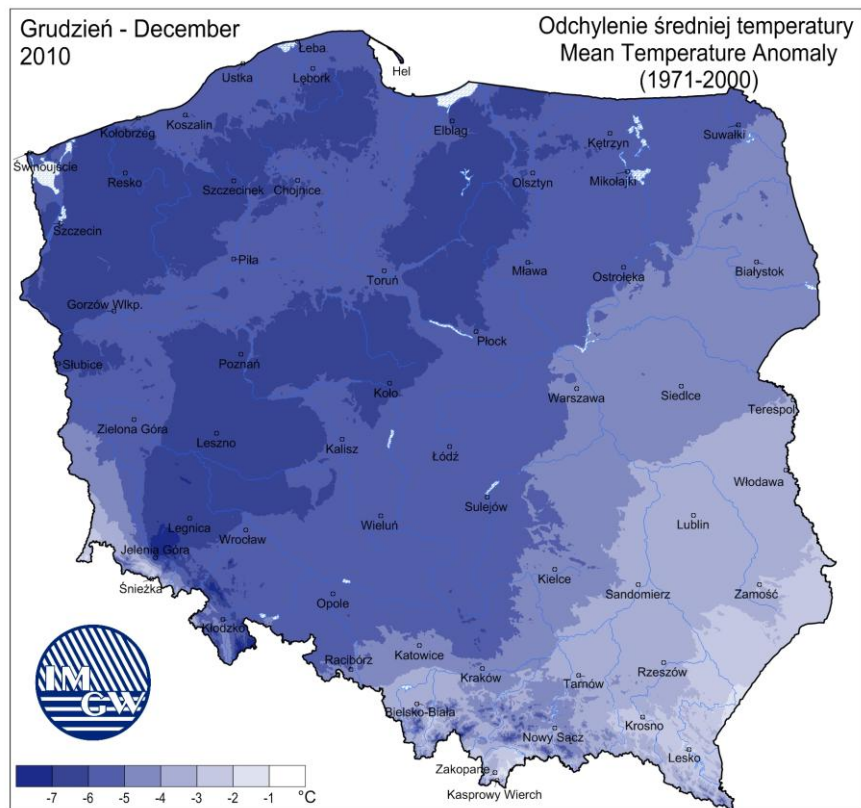 Grudzień - December
2010
Odchylenie średniej temperatury
Mean Temperature Anomaly
(1971-2000)
Łeba
Ustka
Lębork
Hel
Koszalin
Kołobrzeg
Elbląg
Kętrzyn
Suwałki
Świnoujście
Resko
Szczecinek
Chojnice
Olsztyn
Mikołajki
Szczecin
Piła
Toruń
Mława
Ostrołęka
Białystok
Gorzów Wlkp.
Płock
Słubice
Poznań
Koło
Warszawa
Siedlce
Terespol
Zielona Góra
Leszno
Kalisz
Łódź
Włodawa
Sulejów
Legnica
Wrocław
Wieluń
Lublin
Jelenia Góra
Śnieżka
Opole
Kielce
Sandomierz
Zamość
Kłodzko
Racibórz
Katowice
Kraków
Tarnów
Rzeszów
Bielsko-Biała
Nowy Sącz
Krosno
Lesko
Zakopane
Kasprowy Wierch
IM
GW
-7 -6 -5 -4 -3 -2 -1 °C